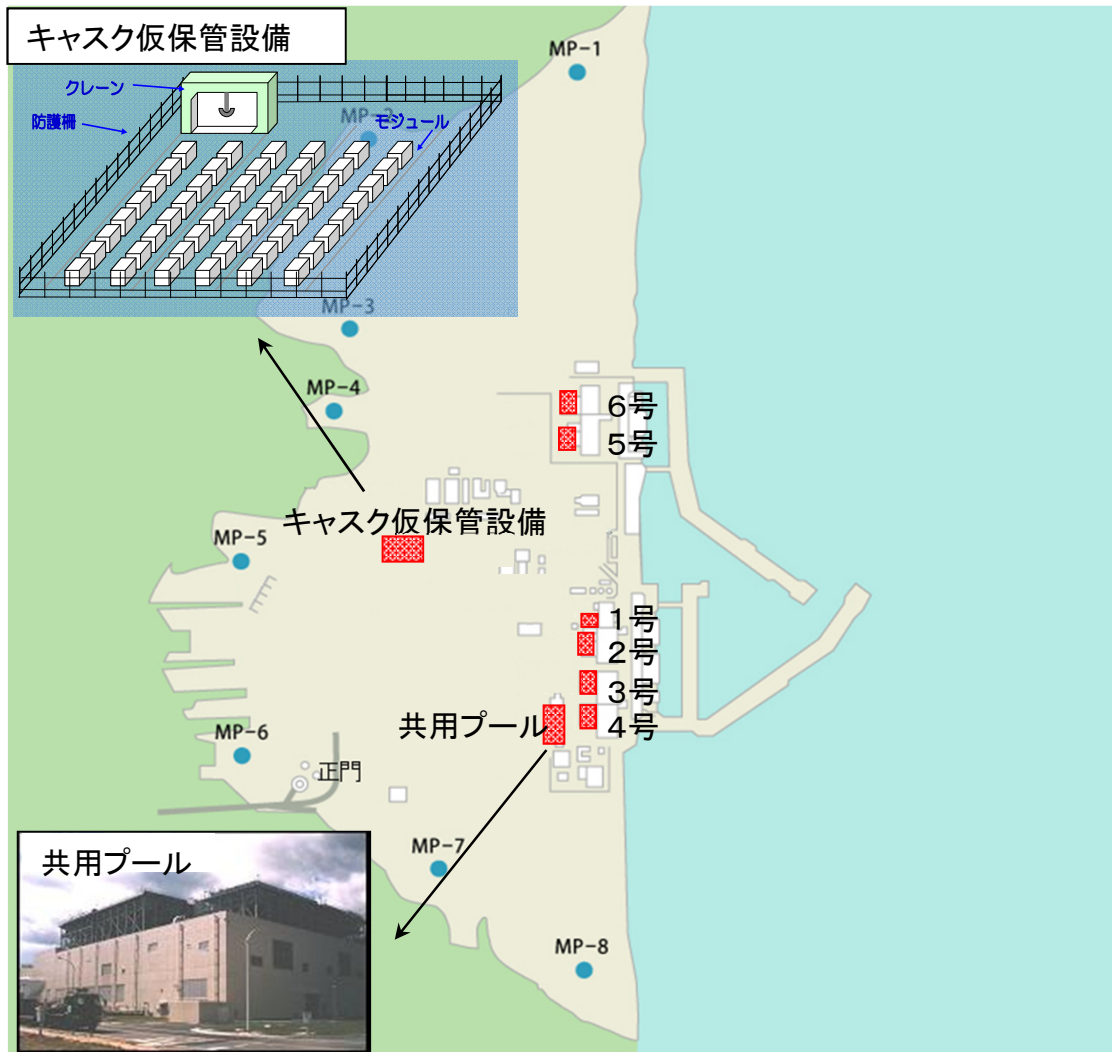 キャスク仮保管設備
MP-1
クレーン
防護柵
MP-2
モジュール
MP-3
MP-4
6号
5号
キャスク仮保管設備
MP-5
1号
2号
3号
共用プール
4号
MP-6
正門
MP-7
共用プール
MP-8